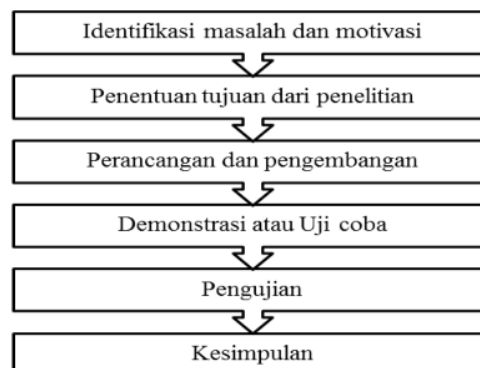 Identifikasi masalah dan motivasi
Penentuan tujuan dari penelitian
Perancangan dan pengembangan
Demonstrasi atau Uji coba
Pengujian
Kesimpulan